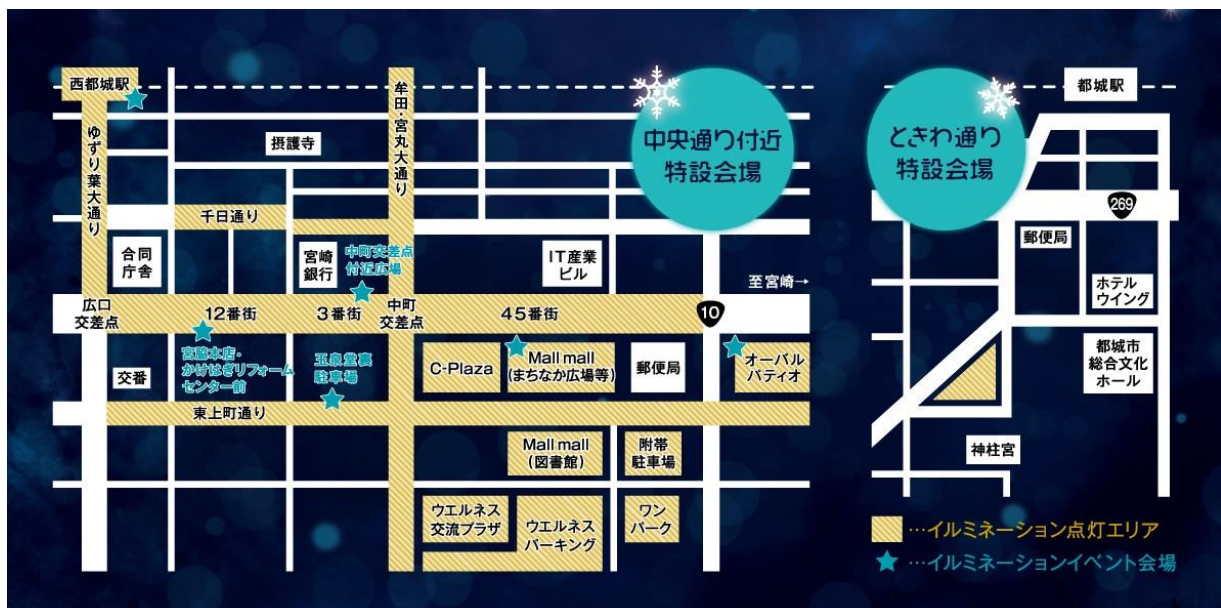 西都城駅
ゆずり葉大通り
摂護寺
牟田・宮丸大通り
千日通り
合同
庁舎
宮崎
銀行
中町交差点
付近広場
IT産業
ビル
至宮崎→
広口
交差点
12番街
3番街
中町
交差点
45番街
10
宮脇本店・
かけはぎリフォーム
センター前
玉泉堂裏
駐車場
交番
C-Plaza
Mall mall
(まちなか広場等)
郵便局
オーバル
パティオ
東上町通り
Mall mall
(図書館)
附帯
駐車場
ウエルネス
交流プラザ
ウエルネス
パーキング
ワン
パーク
中央通り付近
特設会場
ときわ通り
特設会場
都城駅
269
郵便局
ホテル
ウイング
都城市
総合文化
ホール
神柱宮
…イルミネーション点灯エリア
…イルミネーションイベント会場